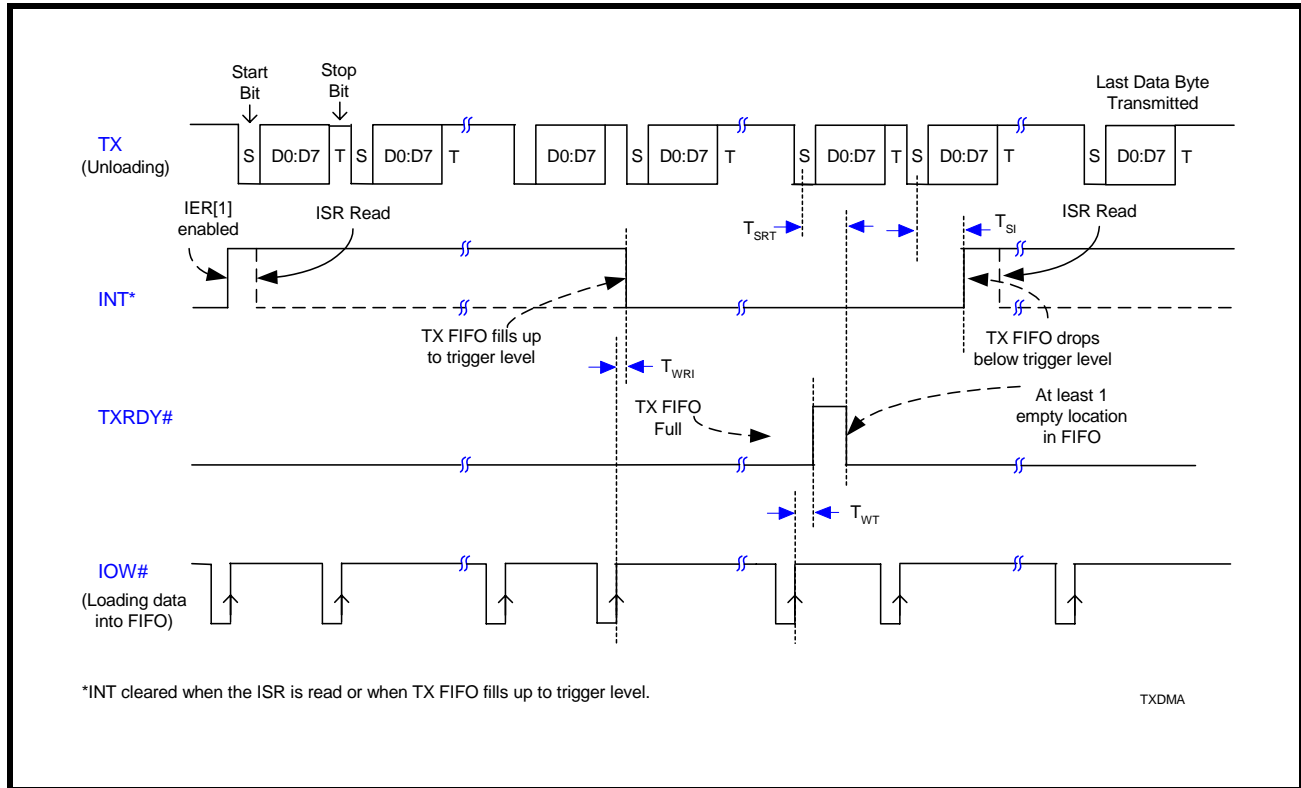 Start
Bit
Stop
Bit
Last Data Byte
Transmitted
TX
(Unloading)
S D0:D7 T S D0:D7 T D0:D7 S D0:D7 T S D0:D7 T S D0:D7 T S D0:D7 T
IER[1]
enabled
ISR Read
TSRT
TSI
ISR Read
INT*
TX FIFO fills up
to trigger level
TX FIFO drops
below trigger level
TWRI
TXRDY#
TX FIFO
Full
At least 1
empty location
in FIFO
TWT
IOW#
(Loading data
into FIFO)
*INT cleared when the ISR is read or when TX FIFO fills up to trigger level.
TXDMA